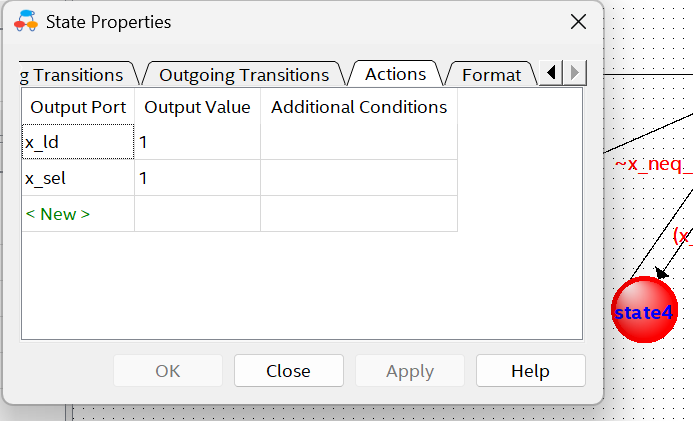 State Properties
g Transitions
Outgoing Transitions
Actions
Format
Output Port Output Value Additional Conditions
x_ld 1
x_sel 1
< New >
OK Close Apply Help
~x_neq_
(x_
state4